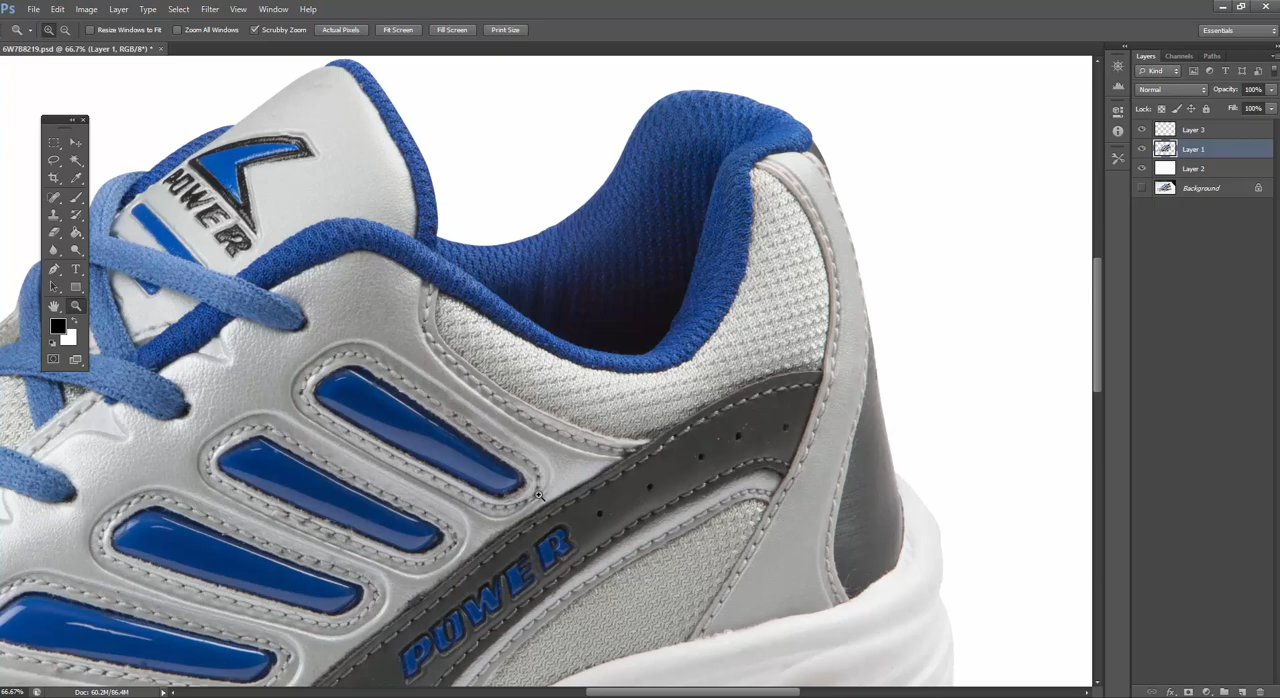 Ps File Edit Image Layer Type Select Filter View Window Help
Resize Windows to Fit Zoom All Windows Scrubby Zoom Actual Pixels Fit Screen Fill Screen Print Size Essentials
6W7B8219.psd @ 66.7% (Layer 1, RGB/8*) * ×
Layers Channels Paths
Kind
Normal Opacity: 100%
Lock: Fill: 100%
Layer 3
Layer 1
Layer 2
Background
POWER
POWER
66.67% Doc: 60.2M/86.4M